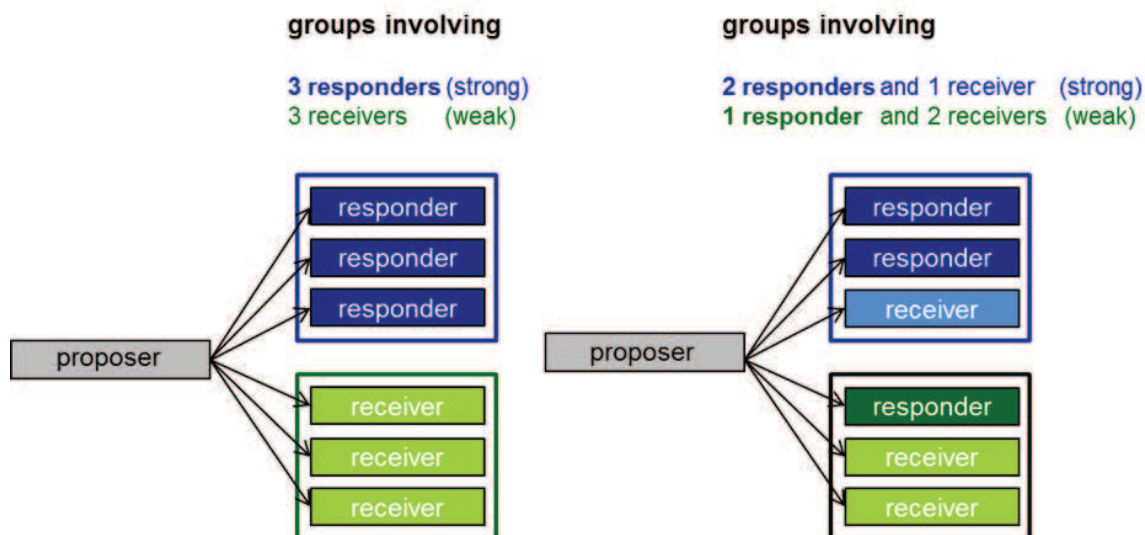 groups involving
3 responders (strong)
3 receivers (weak)
responder
responder
responder
proposer
receiver
receiver
receiver
groups involving
2 responders and 1 receiver (strong)
1 responder and 2 receivers (weak)
responder
responder
receiver
proposer
responder
receiver
receiver